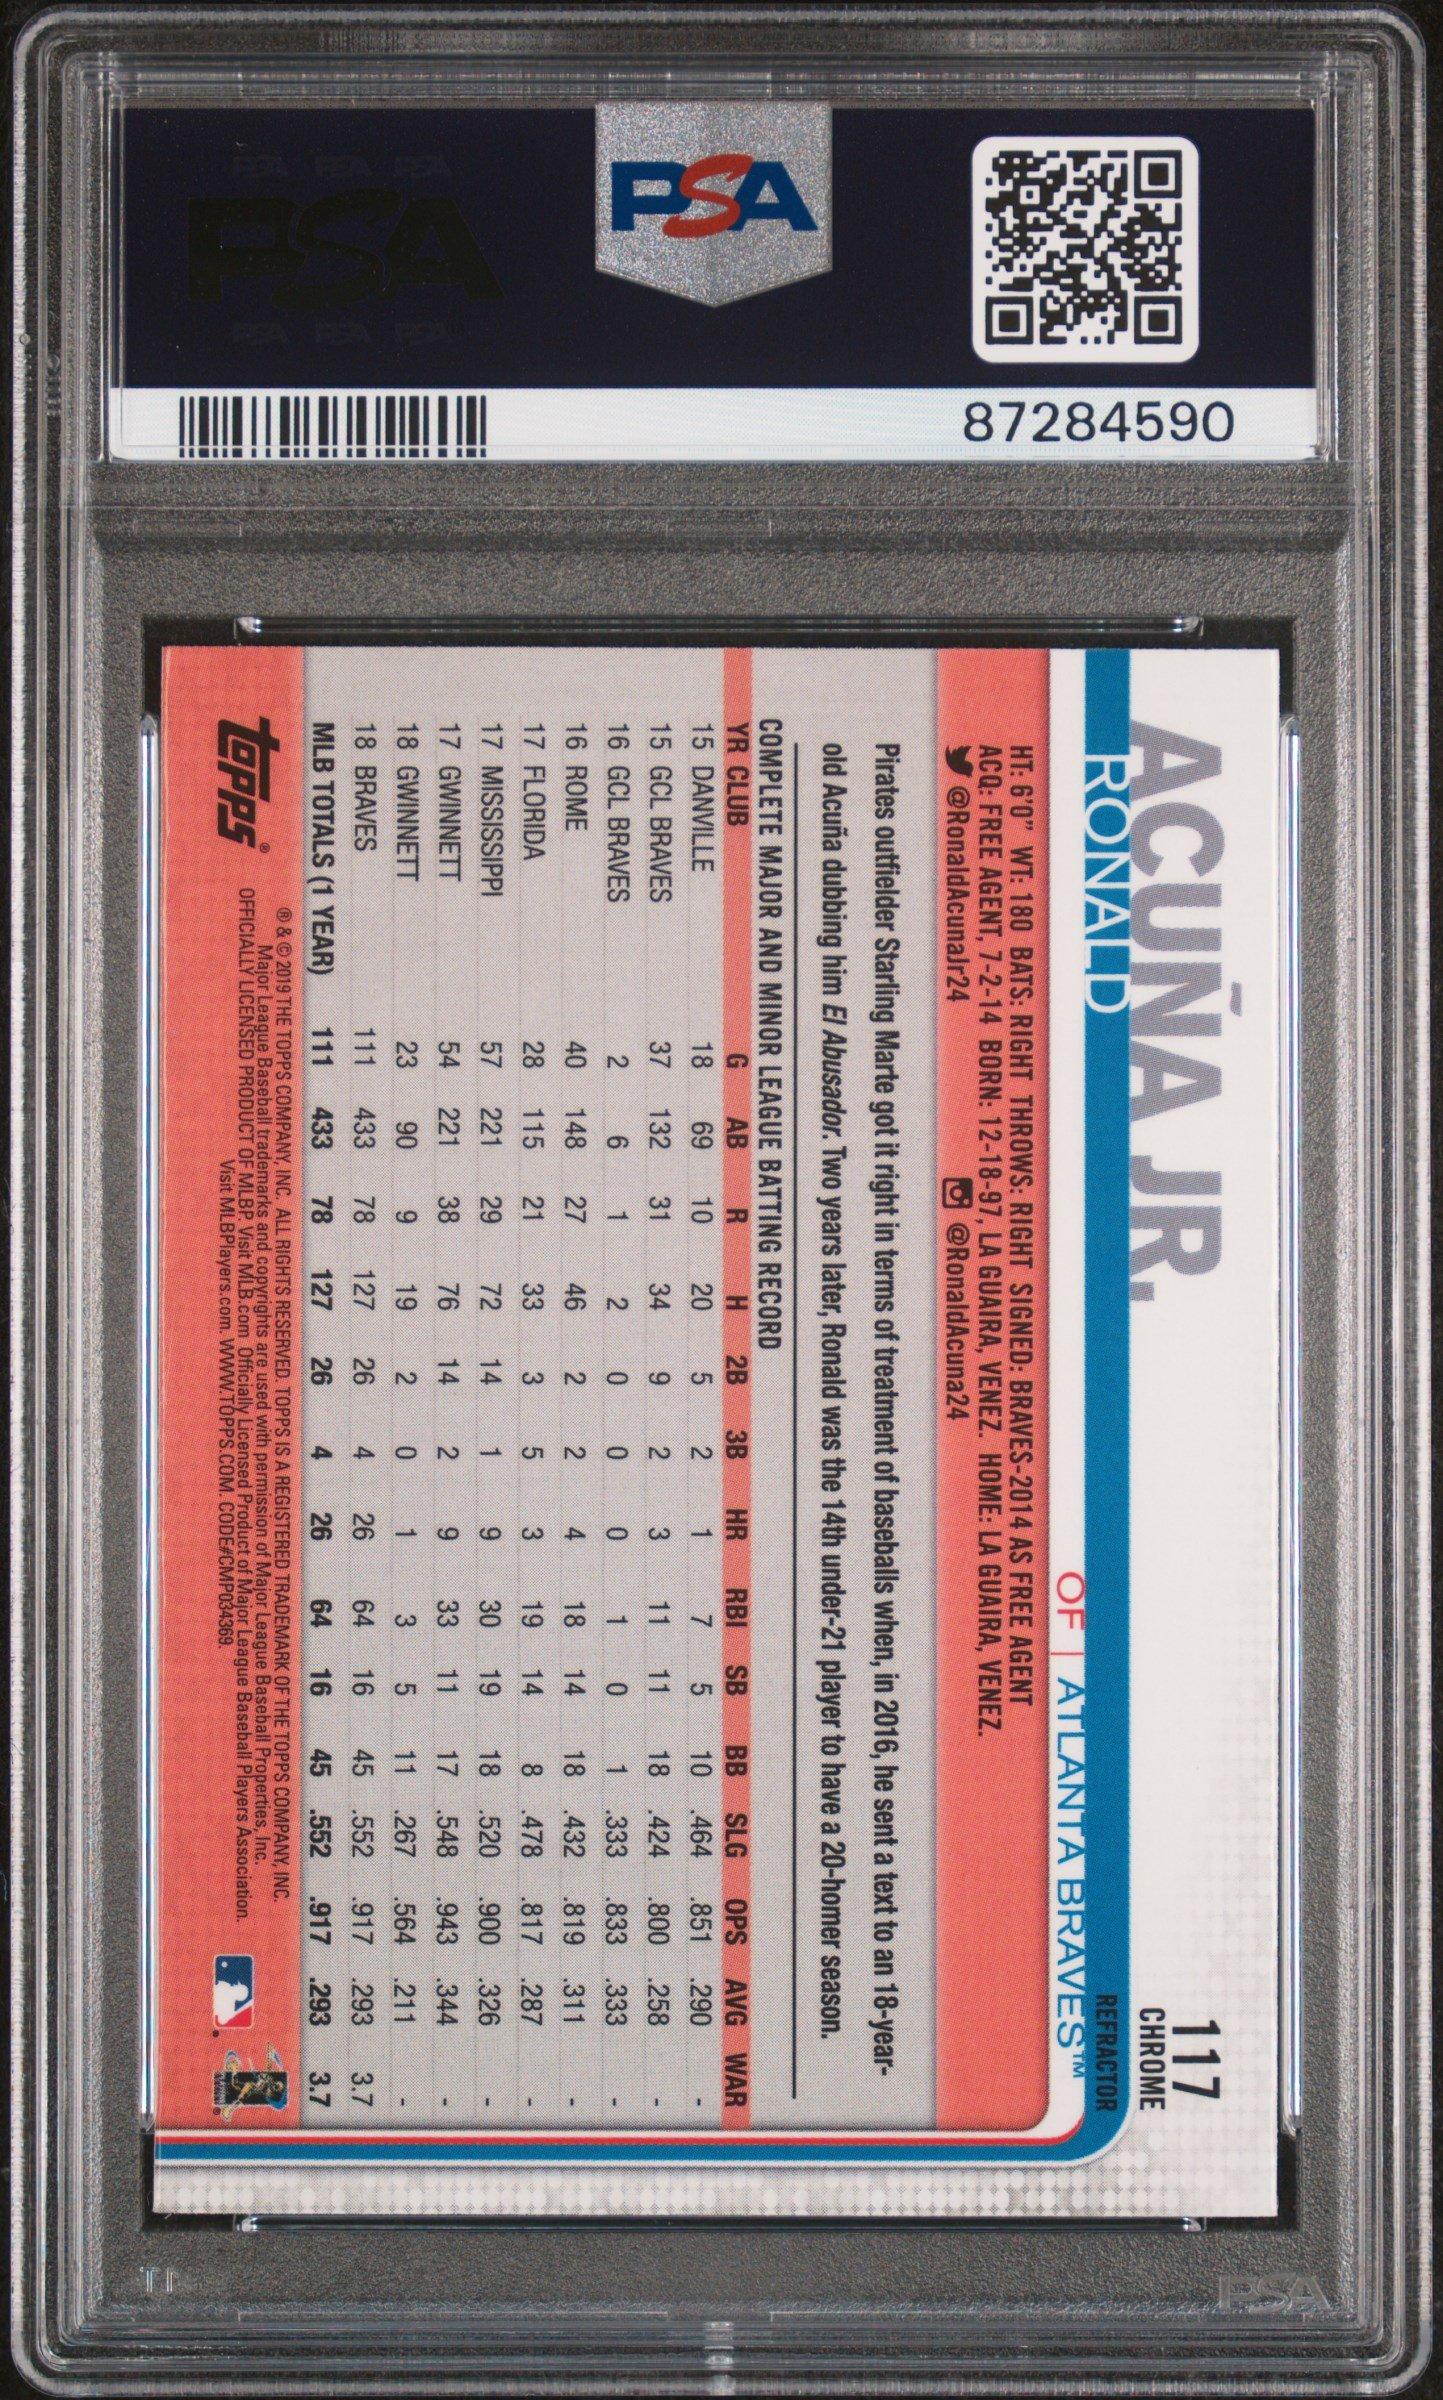 PSA
PSA PSA PSA
PSA
PSA PSA PSA
87284590
117
CHROME
REFRACTOR
ACUÑA JR.
RONALD
OF | ATLANTA BRAVES™
HT: 6'0" WT: 180 BATS: RIGHT THROWS: RIGHT SIGNED: BRAVES-2014 AS FREE AGENT
ACQ: FREE AGENT, 7-2-14 BORN: 12-18-97, LA GUAIRA, VENEZ. HOME: LA GUAIRA, VENEZ.
@RonaldAcunaJr24 @RonaldAcuna24
Pirates outfielder Starling Marte got it right in terms of treatment of baseballs when, in 2016, he sent a text to an 18-year-
old Acuña dubbing him El Abusador. Two years later, Ronald was the 14th under-21 player to have a 20-homer season.
COMPLETE MAJOR AND MINOR LEAGUE BATTING RECORD
YR CLUB G AB R H 2B 3B HR RBI SB BB SLG OPS AVG WAR
15 DANVILLE 18 69 10 20 5 2 1 7 5 10 .464 .851 .290 -
15 GCL BRAVES 37 132 31 34 9 2 3 11 11 18 .424 .800 .258 -
16 GCL BRAVES 2 6 1 2 0 0 0 1 0 1 .333 .833 .333 -
16 ROME 40 148 27 46 2 2 4 18 14 18 .432 .819 .311 -
17 FLORIDA 28 115 21 33 3 5 3 19 14 8 .478 .817 .287 -
17 MISSISSIPPI 57 221 29 72 14 1 9 30 19 18 .520 .900 .326 -
17 GWINNETT 54 221 38 76 14 2 9 33 11 17 .548 .943 .344 -
18 GWINNETT 23 90 9 19 2 0 1 3 5 11 .267 .564 .211 -
18 BRAVES 111 433 78 127 26 4 26 64 16 45 .552 .917 .293 3.7
MLB TOTALS (1 YEAR) 111 433 78 127 26 4 26 64 16 45 .552 .917 .293 3.7
topps®
® & © 2019 THE TOPPS COMPANY, INC. ALL RIGHTS RESERVED. TOPPS IS A REGISTERED TRADEMARK OF THE TOPPS COMPANY, INC.
Major League Baseball trademarks and copyrights are used with permission of Major League Baseball Properties, Inc.
OFFICIALLY LICENSED PRODUCT OF MLBP. Visit MLB.com Officially Licensed Product of Major League Baseball Players Association.
Visit MLBPlayers.com. WWW.TOPPS.COM. CODE#CMP034369.
PSA